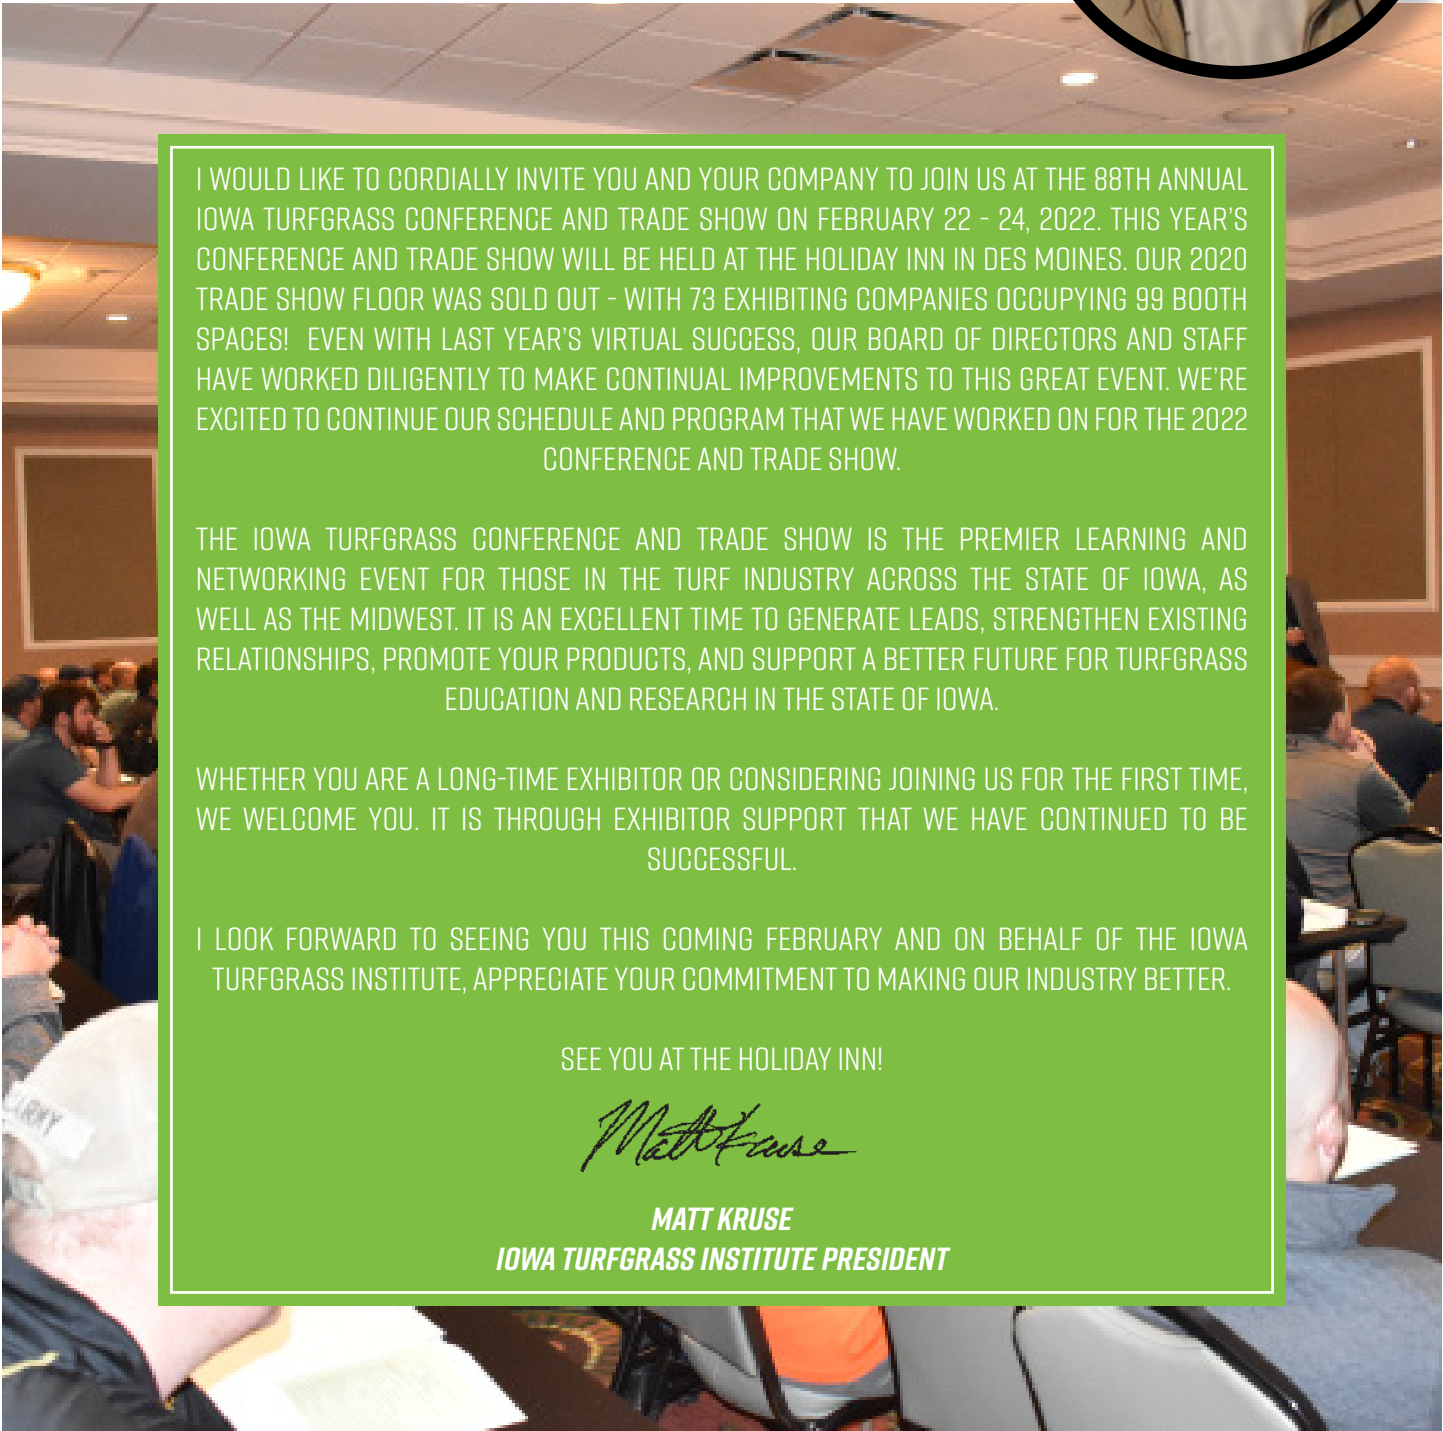 I WOULD LIKE TO CORDIALLY INVITE YOU AND YOUR COMPANY TO JOIN US AT THE 88TH ANNUAL
IOWA TURFGRASS CONFERENCE AND TRADE SHOW ON FEBRUARY 22 - 24, 2022. THIS YEAR'S
CONFERENCE AND TRADE SHOW WILL BE HELD AT THE HOLIDAY INN IN DES MOINES. OUR 2020
TRADE SHOW FLOOR WAS SOLD OUT - WITH 73 EXHIBITING COMPANIES OCCUPYING 99 BOOTH
SPACES! EVEN WITH LAST YEAR'S VIRTUAL SUCCESS, OUR BOARD OF DIRECTORS AND STAFF
HAVE WORKED DILIGENTLY TO MAKE CONTINUAL IMPROVEMENTS TO THIS GREAT EVENT. WE'RE
EXCITED TO CONTINUE OUR SCHEDULE AND PROGRAM THAT WE HAVE WORKED ON FOR THE 2022
CONFERENCE AND TRADE SHOW.
THE IOWA TURFGRASS CONFERENCE AND TRADE SHOW IS THE PREMIER LEARNING AND
NETWORKING EVENT FOR THOSE IN THE TURF INDUSTRY ACROSS THE STATE OF IOWA, AS
WELL AS THE MIDWEST. IT IS AN EXCELLENT TIME TO GENERATE LEADS, STRENGTHEN EXISTING
RELATIONSHIPS, PROMOTE YOUR PRODUCTS, AND SUPPORT A BETTER FUTURE FOR TURFGRASS
EDUCATION AND RESEARCH IN THE STATE OF IOWA.
WHETHER YOU ARE A LONG-TIME EXHIBITOR OR CONSIDERING JOINING US FOR THE FIRST TIME,
WE WELCOME YOU. IT IS THROUGH EXHIBITOR SUPPORT THAT WE HAVE CONTINUED TO BE
SUCCESSFUL.
I LOOK FORWARD TO SEEING YOU THIS COMING FEBRUARY AND ON BEHALF OF THE IOWA
TURFGRASS INSTITUTE, APPRECIATE YOUR COMMITMENT TO MAKING OUR INDUSTRY BETTER.
SEE YOU AT THE HOLIDAY INN!
Matt Kruse
MATT KRUSE
IOWA TURFGRASS INSTITUTE PRESIDENT